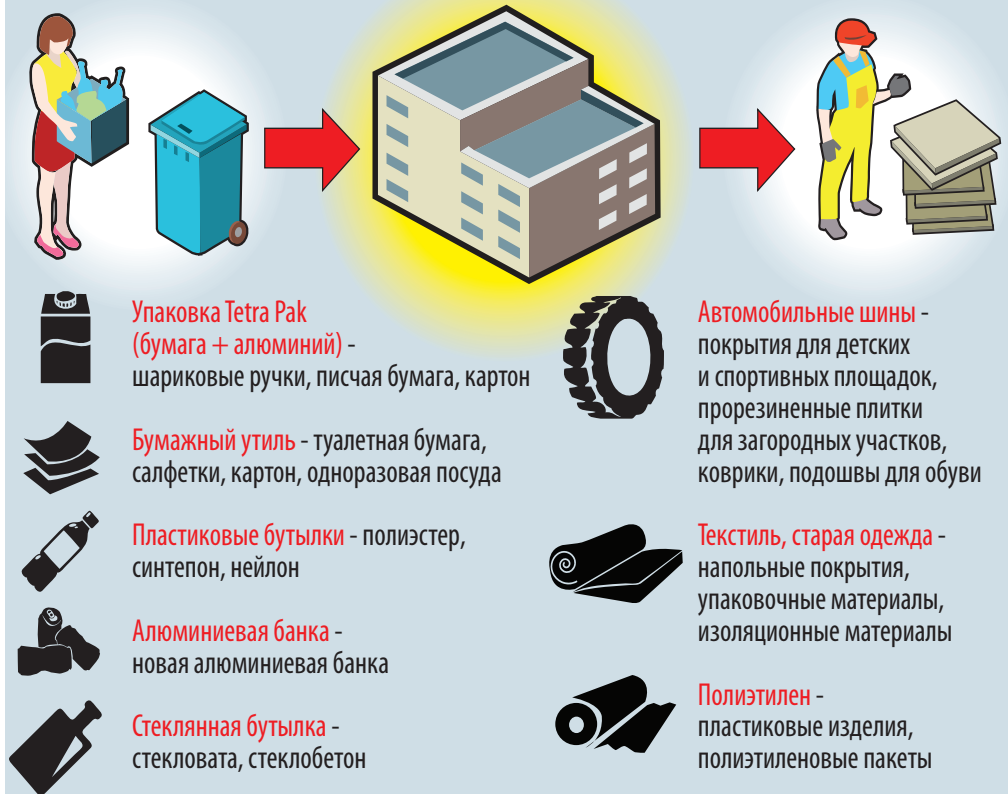 Упаковка Tetra Pak
(бумага + алюминий) -
шариковые ручки, писчая бумага, картон
Бумажный утиль - туалетная бумага,
салфетки, картон, одноразовая посуда
Пластиковые бутылки - полиэстер,
синтепон, нейлон
Алюминиевая банка -
новая алюминиевая банка
Стеклянная бутылка -
стекловата, стеклобетон
Автомобильные шины -
покрытия для детских
и спортивных площадок,
прорезиненные плитки
для загородных участков,
коврики, подошвы для обуви
Текстиль, старая одежда -
напольные покрытия,
упаковочные материалы,
изоляционные материалы
Полиэтилен -
пластиковые изделия,
полиэтиленовые пакеты